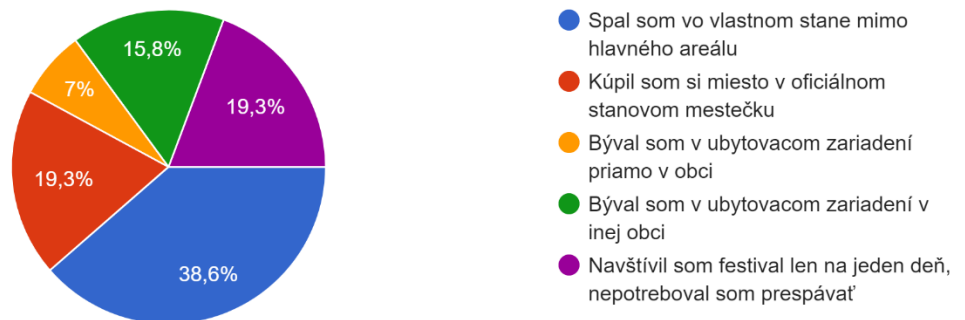 15,8%
7%
19,3%
19,3%
38,6%
Spal som vo vlastnom stane mimo
hlavného areálu
Kúpil som si miesto v oficiálnom
stanovom mestečku
Býval som v ubytovacom zariadení
priamo v obci
Býval som v ubytovacom zariadení v
inej obci
Navštívil som festival len na jeden deň,
nepotreboval som prespávať